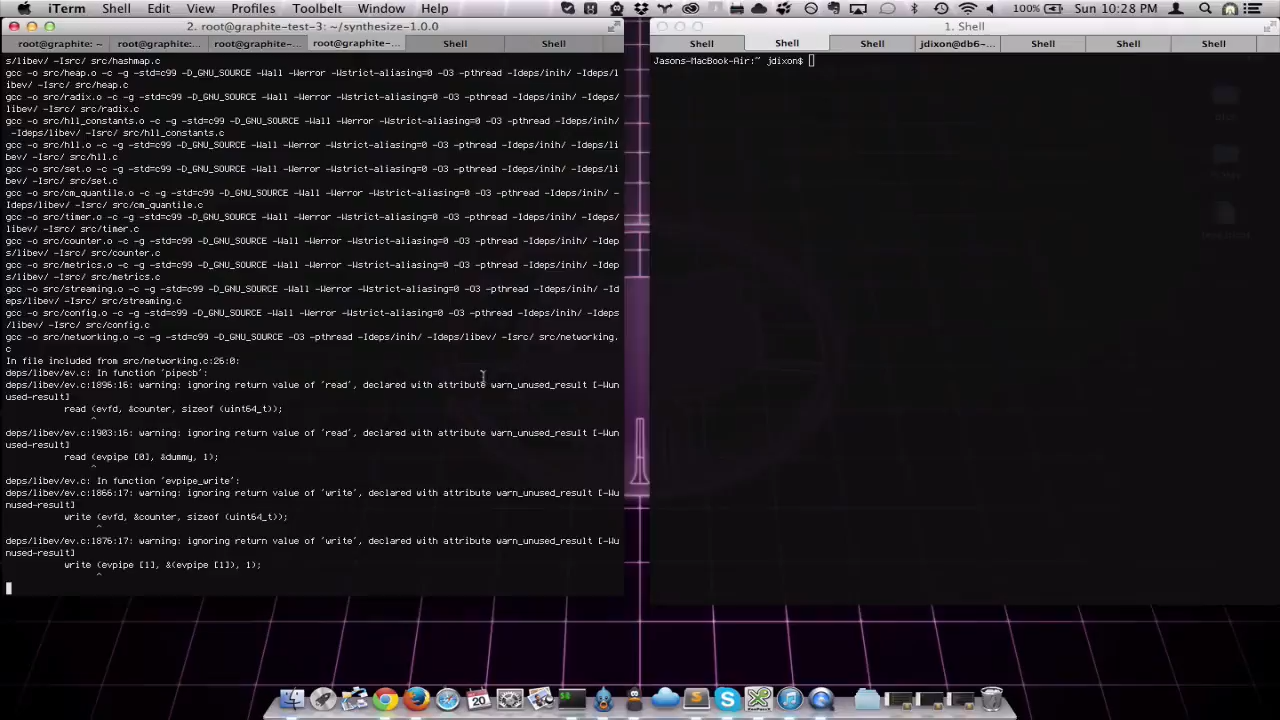 iTerm Shell Edit View Profiles Toolbelt Window Help 100% Sun 10:28 PM
2. root@graphite-test-3: ~/synthesize-1.0.0
root@graphite: ~ root@graphite:... root@graphite-... root@graphite-... Shell Shell
s/libev/ -Isrc/ src/hashmap.c
gcc -o src/heap.o -c -g -std=c99 -D_GNU_SOURCE -Wall -Werror -Wstrict-aliasing=0 -O3 -pthread -Ideps/inih/ -Ideps/l
ibev/ -Isrc/ src/heap.c
gcc -o src/radix.o -c -g -std=c99 -D_GNU_SOURCE -Wall -Werror -Wstrict-aliasing=0 -O3 -pthread -Ideps/inih/ -Ideps/
libev/ -Isrc/ src/radix.c
gcc -o src/hll_constants.o -c -g -std=c99 -D_GNU_SOURCE -Wall -Werror -Wstrict-aliasing=0 -O3 -pthread -Ideps/inih/
 -Ideps/libev/ -Isrc/ src/hll_constants.c
gcc -o src/hll.o -c -g -std=c99 -D_GNU_SOURCE -Wall -Werror -Wstrict-aliasing=0 -O3 -pthread -Ideps/inih/ -Ideps/li
bev/ -Isrc/ src/hll.c
gcc -o src/set.o -c -g -std=c99 -D_GNU_SOURCE -Wall -Werror -Wstrict-aliasing=0 -O3 -pthread -Ideps/inih/ -Ideps/li
bev/ -Isrc/ src/set.c
gcc -o src/cm_quantile.o -c -g -std=c99 -D_GNU_SOURCE -Wall -Werror -Wstrict-aliasing=0 -O3 -pthread -Ideps/inih/ -
Ideps/libev/ -Isrc/ src/cm_quantile.c
gcc -o src/timer.o -c -g -std=c99 -D_GNU_SOURCE -Wall -Werror -Wstrict-aliasing=0 -O3 -pthread -Ideps/inih/ -Ideps/
libev/ -Isrc/ src/timer.c
gcc -o src/counter.o -c -g -std=c99 -D_GNU_SOURCE -Wall -Werror -Wstrict-aliasing=0 -O3 -pthread -Ideps/inih/ -Idep
s/libev/ -Isrc/ src/counter.c
gcc -o src/metrics.o -c -g -std=c99 -D_GNU_SOURCE -Wall -Werror -Wstrict-aliasing=0 -O3 -pthread -Ideps/inih/ -Idep
s/libev/ -Isrc/ src/metrics.c
gcc -o src/streaming.o -c -g -std=c99 -D_GNU_SOURCE -Wall -Werror -Wstrict-aliasing=0 -O3 -pthread -Ideps/inih/ -Id
eps/libev/ -Isrc/ src/streaming.c
gcc -o src/config.o -c -g -std=c99 -D_GNU_SOURCE -Wall -Werror -Wstrict-aliasing=0 -O3 -pthread -Ideps/inih/ -Ideps
/libev/ -Isrc/ src/config.c
gcc -o src/networking.o -c -g -std=c99 -D_GNU_SOURCE -O3 -pthread -Ideps/inih/ -Ideps/libev/ -Isrc/ src/networking.
c
In file included from src/networking.c:26:0:
deps/libev/ev.c: In function 'pipecb':
deps/libev/ev.c:1896:16: warning: ignoring return value of 'read', declared with attribute warn_unused_result [-Wun
used-result]
read (evfd, &counter, sizeof (uint64_t));
^
deps/libev/ev.c:1903:16: warning: ignoring return value of 'read', declared with attribute warn_unused_result [-Wun
used-result]
read (evpipe [0], &dummy, 1);
^
deps/libev/ev.c: In function 'evpipe_write':
deps/libev/ev.c:1866:17: warning: ignoring return value of 'write', declared with attribute warn_unused_result [-Wu
nused-result]
write (evfd, &counter, sizeof (uint64_t));
^
deps/libev/ev.c:1876:17: warning: ignoring return value of 'write', declared with attribute warn_unused_result [-Wu
nused-result]
write (evpipe [1], &(evpipe [1]), 1);
^
1. Shell
Shell Shell Shell jdixon@db6-... Shell Shell Shell
Jasons-MacBook-Air:~ jdixon$